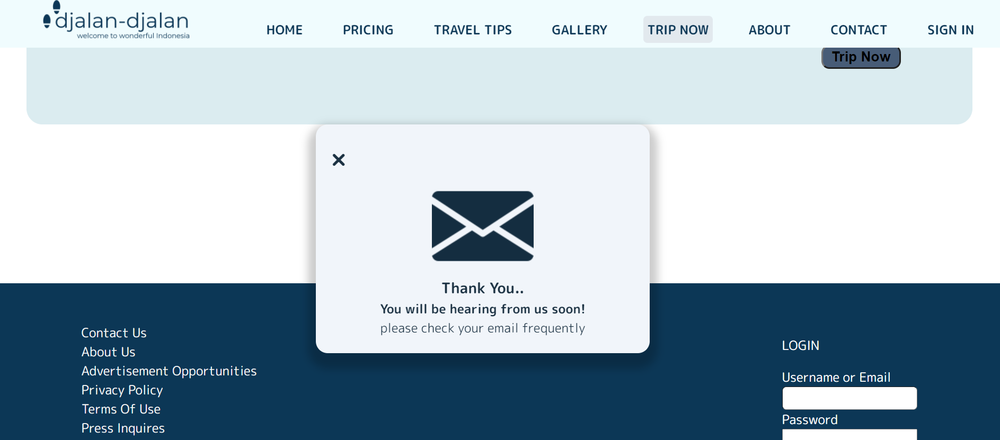 djalan-djalan
welcome to wonderful Indonesia
HOME PRICING TRAVEL TIPS GALLERY TRIP NOW ABOUT CONTACT SIGN IN
Trip Now
Thank You..
You will be hearing from us soon!
please check your email frequently
Contact Us
About Us
Advertisement Opportunities
Privacy Policy
Terms Of Use
Press Inquires
LOGIN
Username or Email
Password